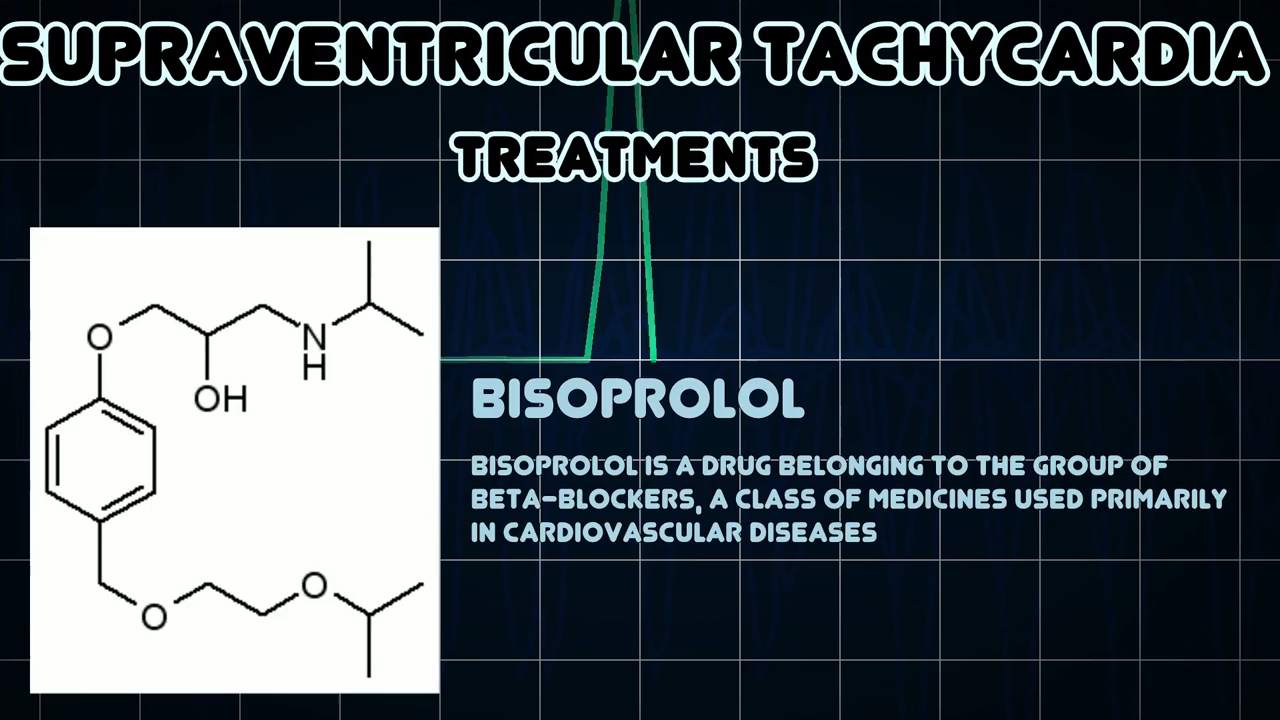 SUPRAVENTRICULAR TACHYCARDIA
TREATMENTS
O
OH
N
H
O
O
BISOPROLOL
BISOPROLOL IS A DRUG BELONGING TO THE GROUP OF
BETA-BLOCKERS, A CLASS OF MEDICINES USED PRIMARILY
IN CARDIOVASCULAR DISEASES